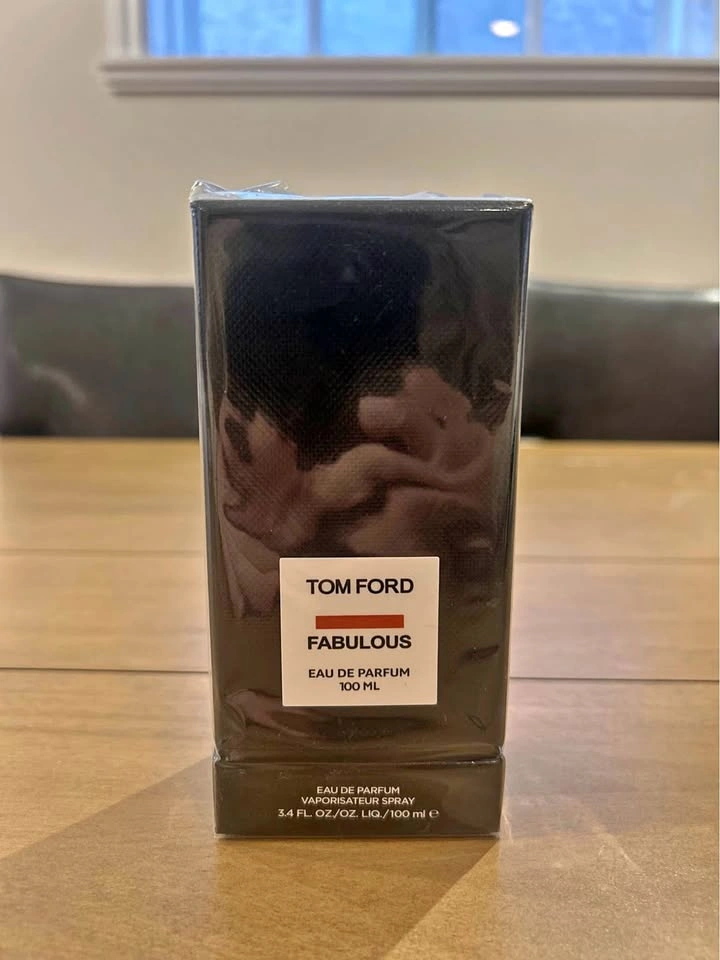 TOM FORD
FABULOUS
EAU DE PARFUM
100 ML
EAU DE PARFUM
VAPORISATEUR SPRAY
3.4 FL. OZ./OZ. LIQ./100 ml ℮